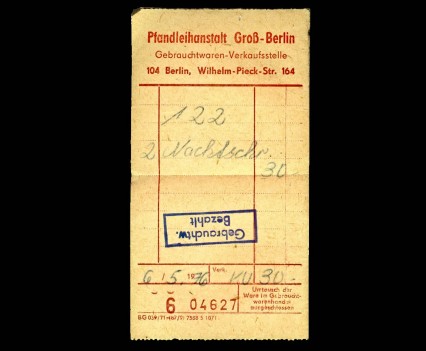 Pfandleihanstalt Groß-Berlin
Gebrauchtwaren-Verkaufsstelle
104 Berlin, Wilhelm-Pieck-Str. 164
122
2 Nachtschr.
30
Gebrauchtw.
Bezahlt
6. 5. 1976 Verk. KU 30.-
6 04627
Umtausch der
Ware im Gebraucht-
warenhandel
ausgeschlossen